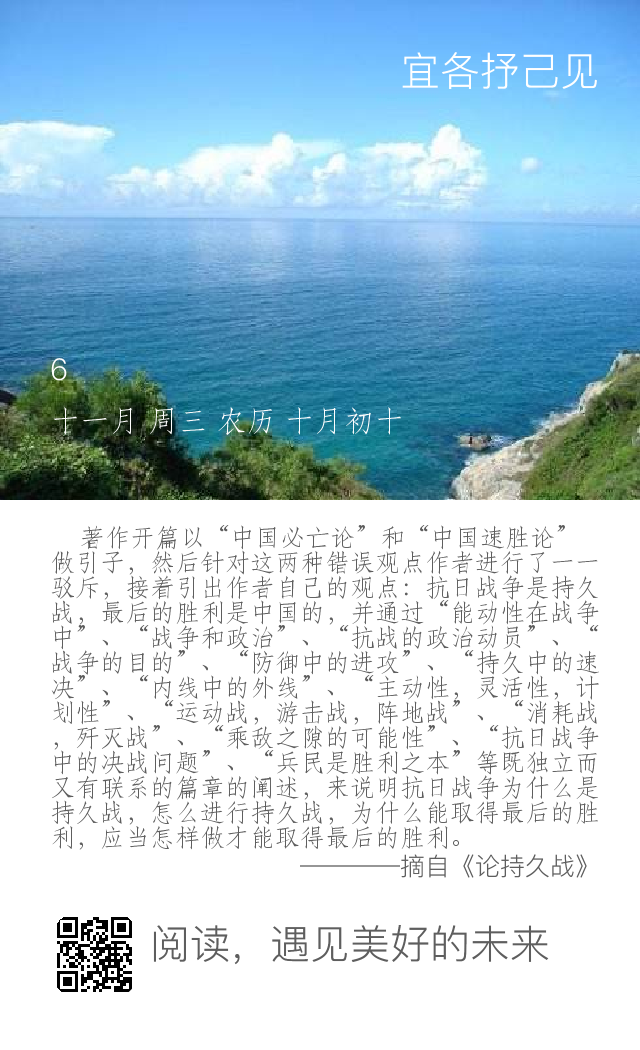 宜各抒己见
6
十一月 周三 农历 十月初十
著作开篇以“中国必亡论”和“中国速胜论”
做引子，然后针对这两种错误观点作者进行了一一
驳斥，接着引出作者自己的观点：抗日战争是持久
战，最后的胜利是中国的，并通过“能动性在战争
中”、“战争和政治”、“抗战的政治动员”、“
战争的目的”、“防御中的进攻”、“持久中的速
决”、“内线中的外线”、“主动性，灵活性，计
划性”、“运动战，游击战，阵地战”、“消耗战
，歼灭战”、“乘敌之隙的可能性”、“抗日战争
中的决战问题”、“兵民是胜利之本”等既独立而
又有联系的篇章的阐述，来说明抗日战争为什么是
持久战，怎么进行持久战，为什么能取得最后的胜
利，应当怎样做才能取得最后的胜利。
————摘自《论持久战》
阅读，遇见美好的未来